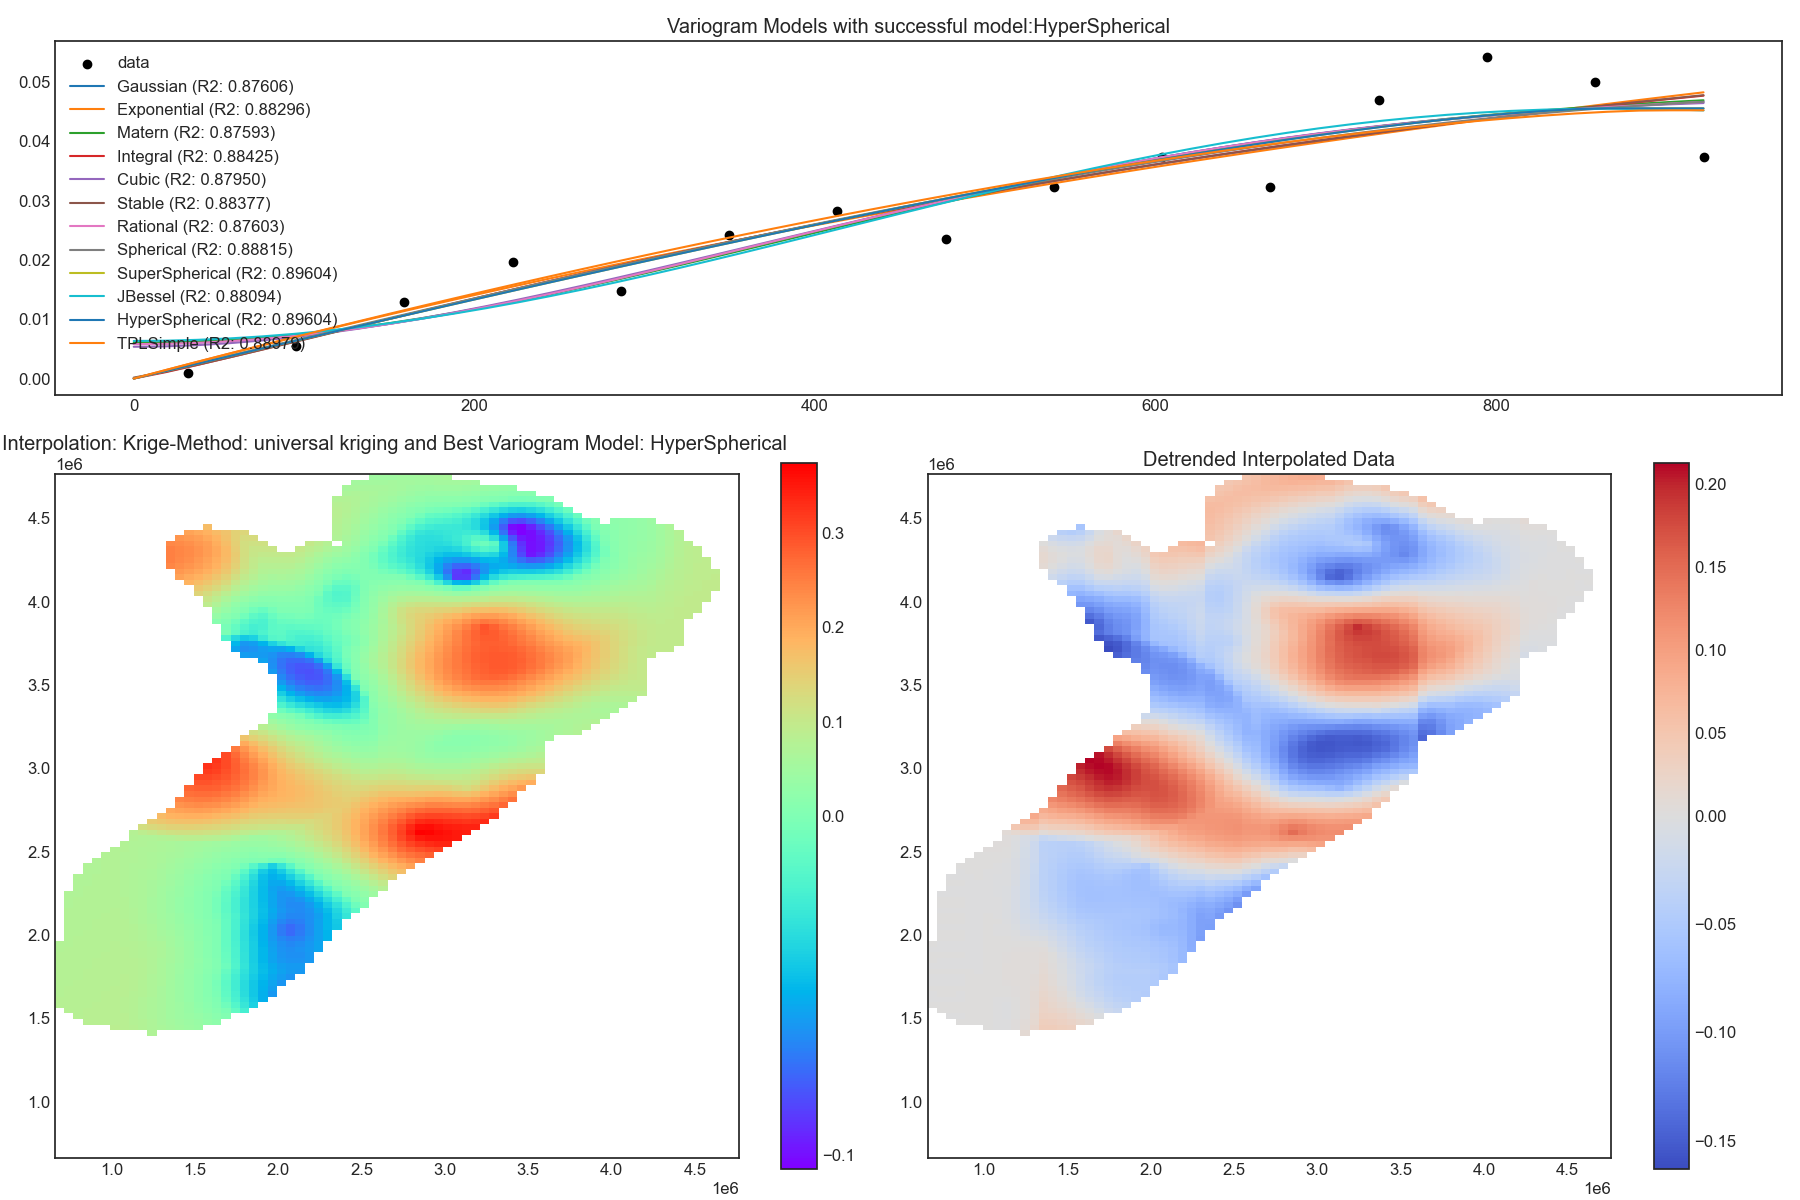 Variogram Models with successful model:HyperSpherical
data
Gaussian (R2: 0.87606)
Exponential (R2: 0.88296)
Matern (R2: 0.87593)
Integral (R2: 0.88425)
Cubic (R2: 0.87950)
Stable (R2: 0.88377)
Rational (R2: 0.87603)
Spherical (R2: 0.88815)
SuperSpherical (R2: 0.89604)
JBessel (R2: 0.88094)
HyperSpherical (R2: 0.89604)
TPLSimple (R2: 0.88979)
0.05
0.04
0.03
0.02
0.01
0.00
0 200 400 600 800
Interpolation: Krige-Method: universal kriging and Best Variogram Model: HyperSpherical
1e6
4.5
4.0
3.5
3.0
2.5
2.0
1.5
1.0
1.0 1.5 2.0 2.5 3.0 3.5 4.0 4.5
1e6
0.3
0.2
0.1
0.0
−0.1
Detrended Interpolated Data
1e6
4.5
4.0
3.5
3.0
2.5
2.0
1.5
1.0
1.0 1.5 2.0 2.5 3.0 3.5 4.0 4.5
1e6
0.20
0.15
0.10
0.05
0.00
−0.05
−0.10
−0.15